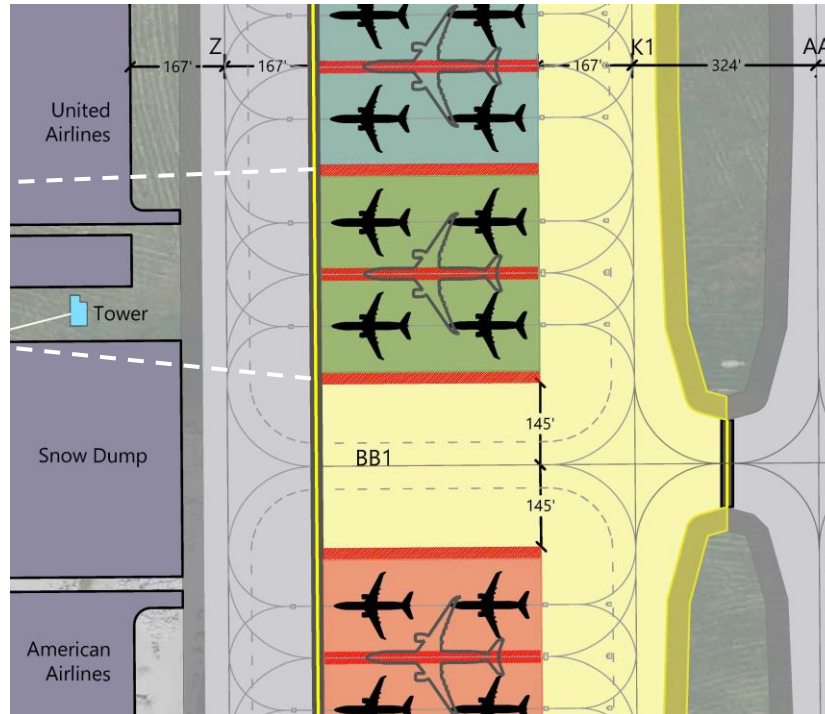 Z
K1
AA
167'
167'
167'
324'
United
Airlines
Tower
145'
Snow Dump
BB1
145'
American
Airlines